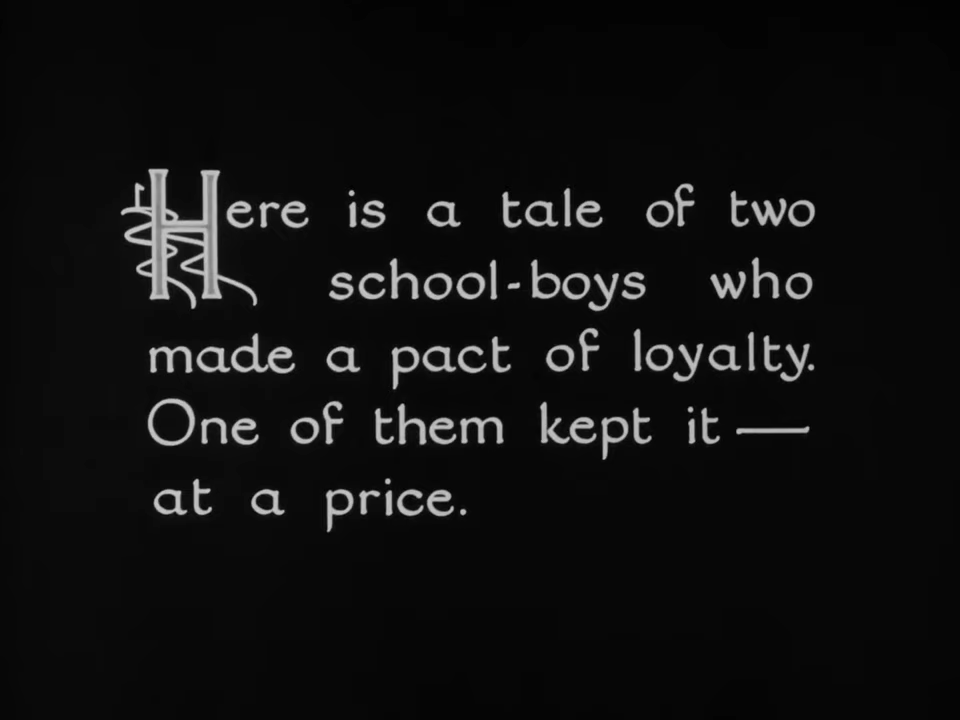 Here is a tale of two
school-boys who
made a pact of loyalty.
One of them kept it —
at a price.